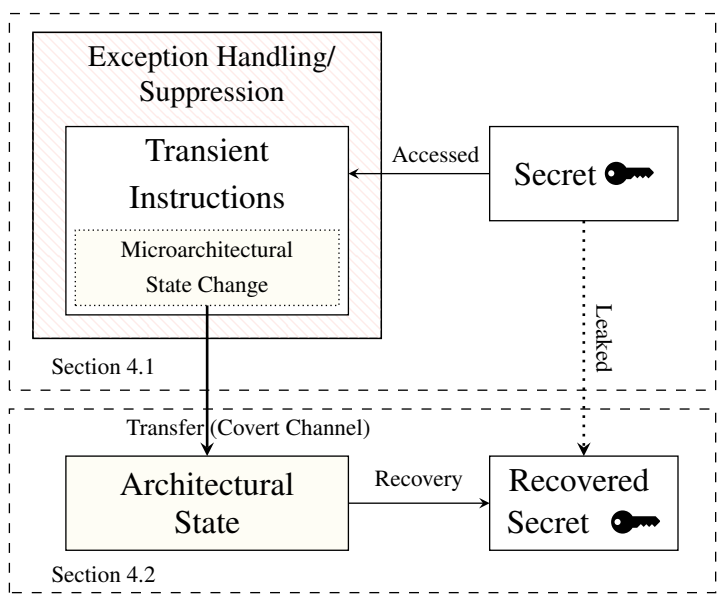 Exception Handling/
Suppression
Transient
Instructions
Microarchitectural
State Change
Accessed
Secret
Leaked
Section 4.1
Transfer (Covert Channel)
Architectural
State
Recovery
Recovered
Secret
Section 4.2